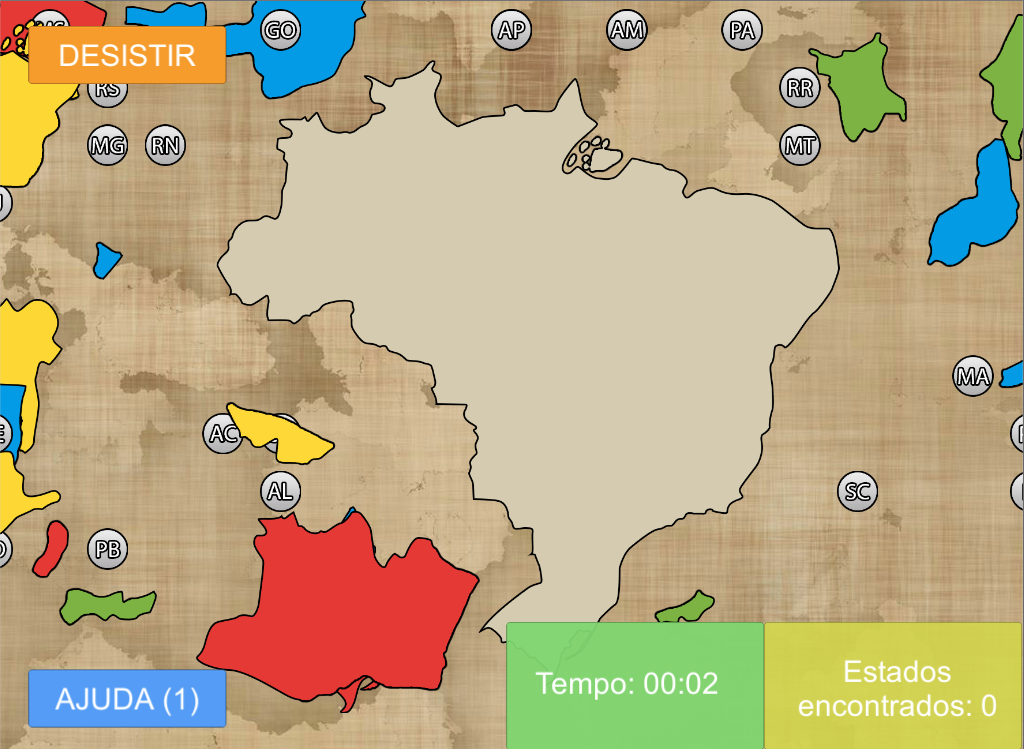 GO
AP
AM
PA
DESISTIR
RS
RR
MG
RN
MT
MA
AC
AL
SC
PB
AJUDA (1)
Tempo: 00:02
Estados
encontrados: 0